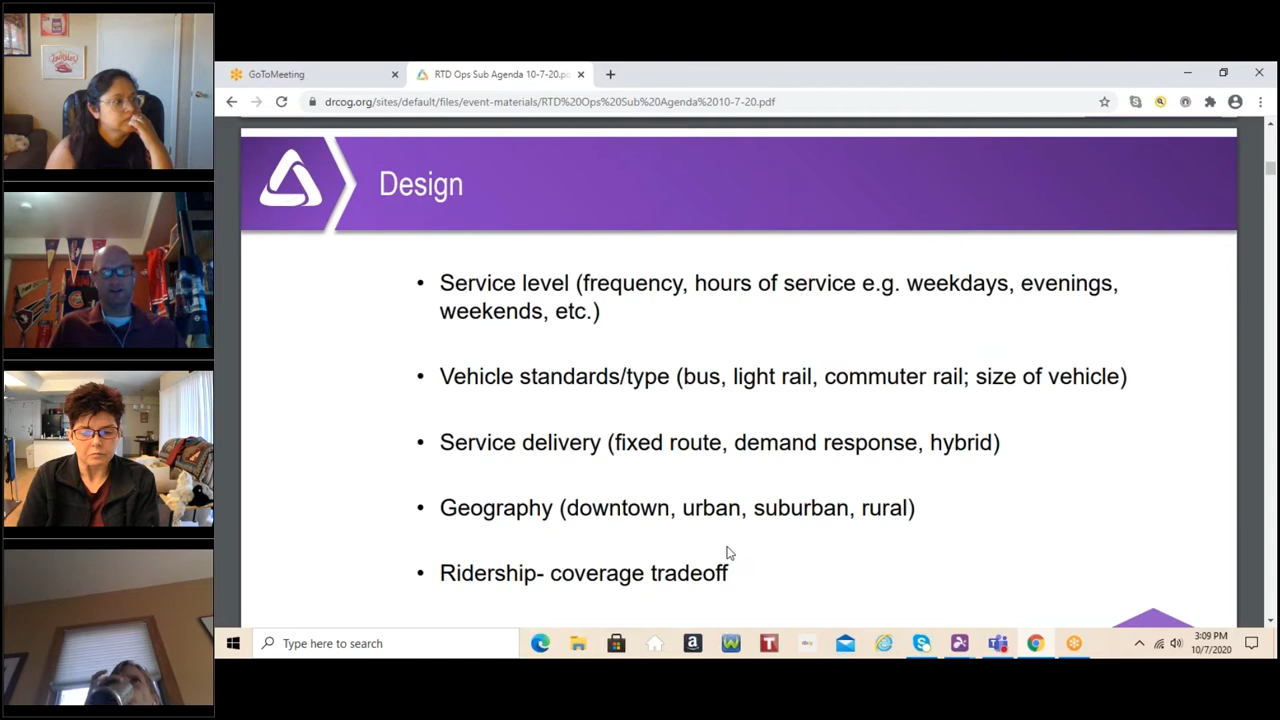 GoToMeeting
RTD Ops Sub Agenda 10-7-20.p
drcog.org/sites/default/files/event-materials/RTD%20Ops%20Sub%20Agenda%2010-7-20.pdf
Design
• Service level (frequency, hours of service e.g. weekdays, evenings,
weekends, etc.)
• Vehicle standards/type (bus, light rail, commuter rail; size of vehicle)
• Service delivery (fixed route, demand response, hybrid)
• Geography (downtown, urban, suburban, rural)
• Ridership- coverage tradeoff
Type here to search
3:09 PM
10/7/2020